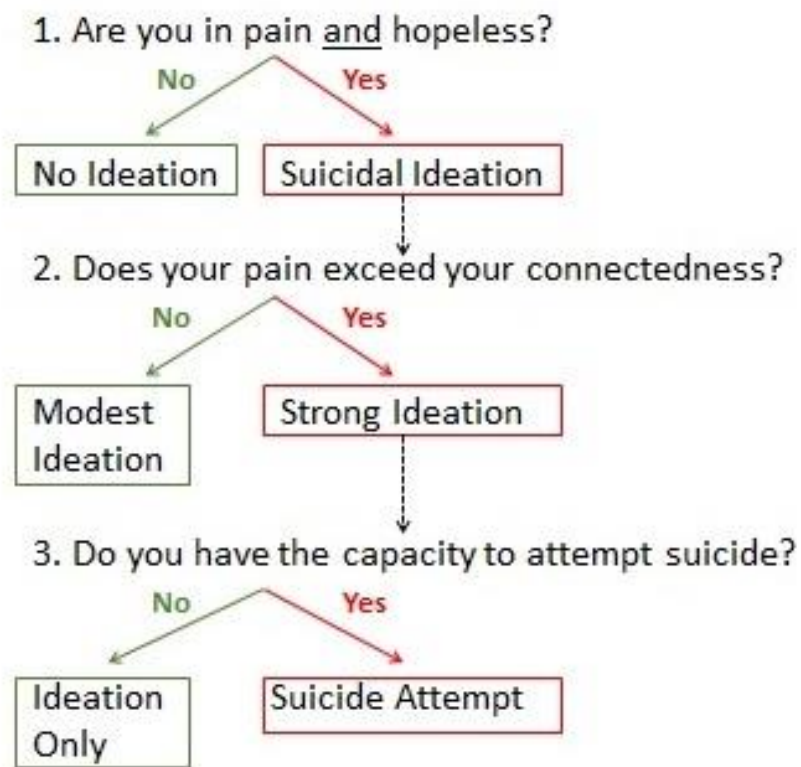 1. Are you in pain and hopeless?
No Yes
No Ideation Suicidal Ideation
2. Does your pain exceed your connectedness?
No Yes
Modest Strong Ideation
Ideation
3. Do you have the capacity to attempt suicide?
No Yes
Ideation Suicide Attempt
Only